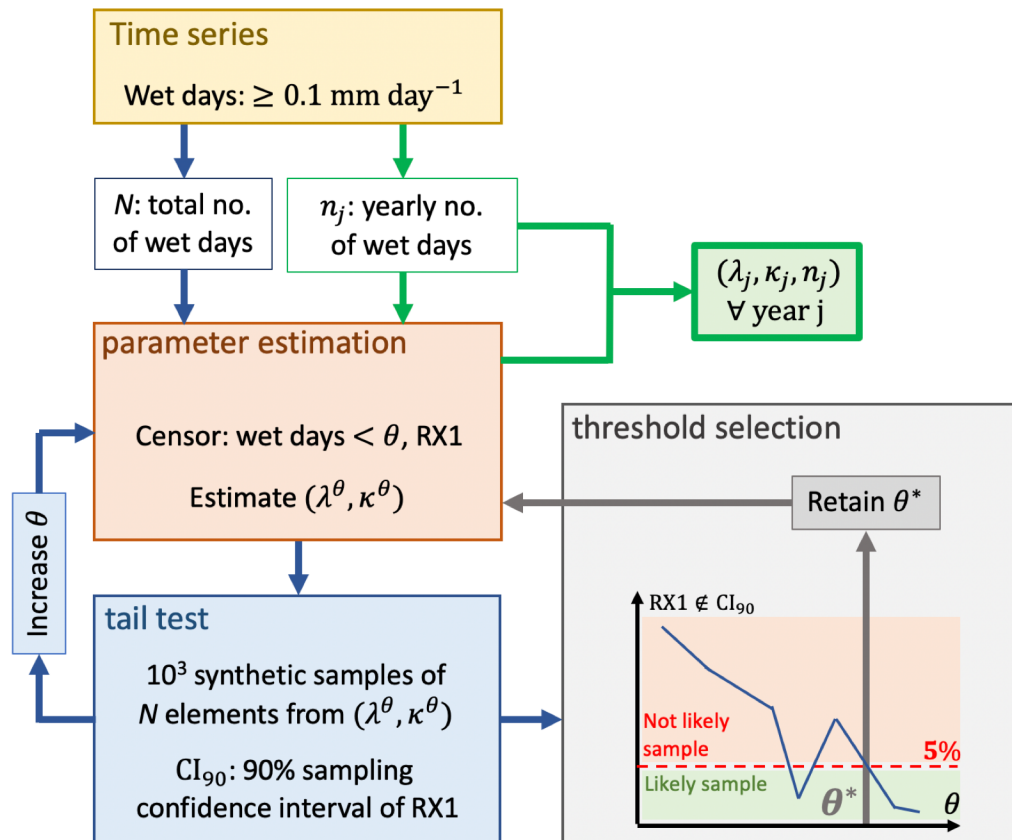 Time series
Wet days: ≥ 0.1 mm day⁻¹
N: total no.
of wet days
nⱼ: yearly no.
of wet days
(λⱼ, κⱼ, nⱼ)
∀ year j
parameter estimation
Censor: wet days < θ, RX1
Estimate (λ^θ, κ^θ)
Increase θ
tail test
10³ synthetic samples of
N elements from (λ^θ, κ^θ)
CI₉₀: 90% sampling
confidence interval of RX1
threshold selection
Retain θ*
RX1 ∉ CI₉₀
Not likely
sample
5%
Likely sample
θ*
θ